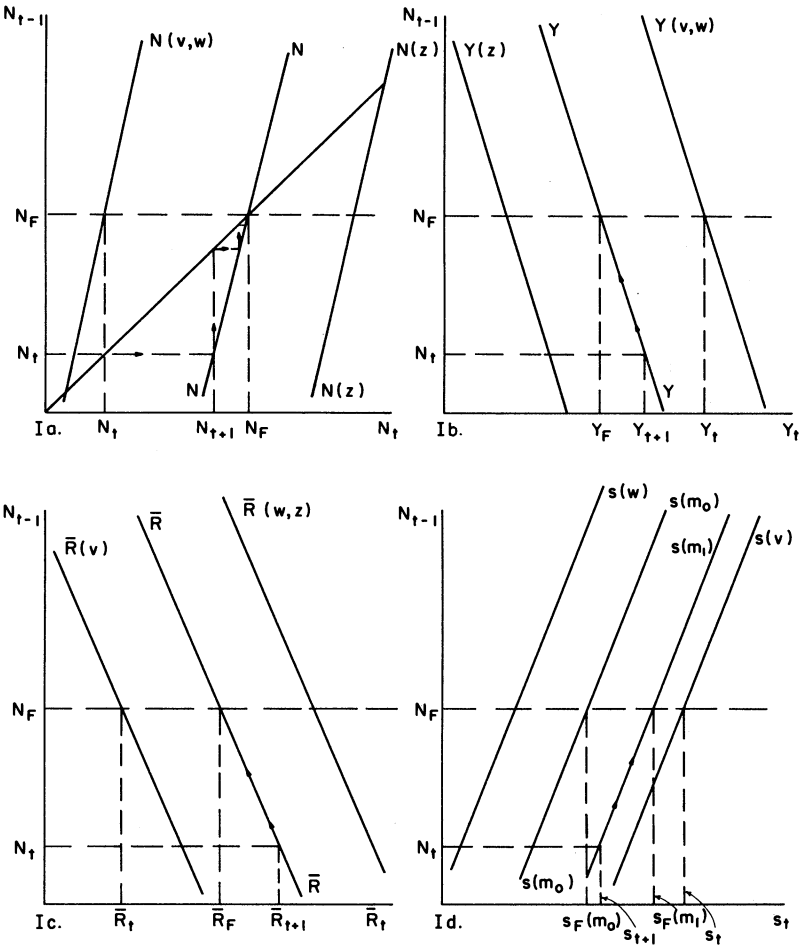 N_{t-1}
N(v,w)
N
N(z)
N_F
N_t
N
N(z)
Ia.
N_t
N_{t+1}
N_F
N_t
N_{t-1}
Y(z)
Y
Y(v,w)
N_F
N_t
Y
Ib.
Y_F
Y_{t+1}
Y_t
Y_t
N_{t-1}
R̅(v)
R̅
R̅(w,z)
N_F
N_t
R̅
Ic.
R̅_t
R̅_F
R̅_{t+1}
R̅_t
N_{t-1}
s(w)
s(m_0)
s(m_1)
s(v)
N_F
N_t
s(m_0)
Id.
s_F(m_0)
s_{t+1}
s_F(m_1)
s_t
s_t